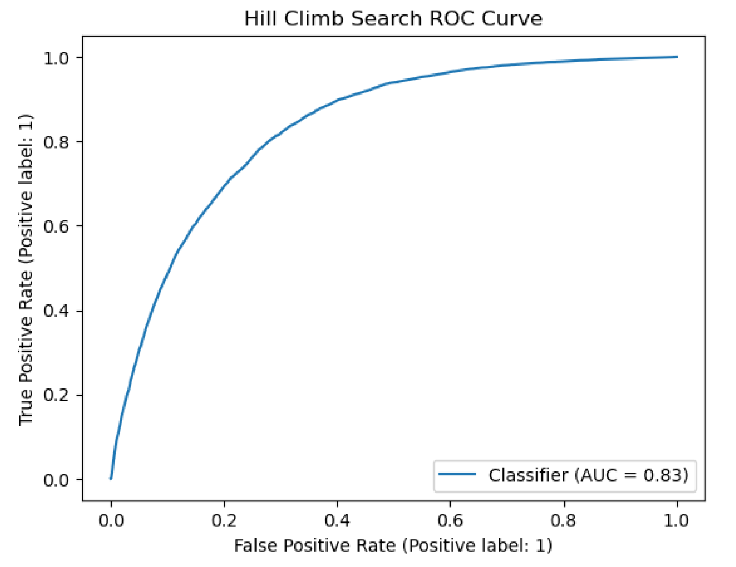 Hill Climb Search ROC Curve
True Positive Rate (Positive label: 1)
1.0
0.8
0.6
0.4
0.2
0.0
Classifier (AUC = 0.83)
0.0 0.2 0.4 0.6 0.8 1.0
False Positive Rate (Positive label: 1)